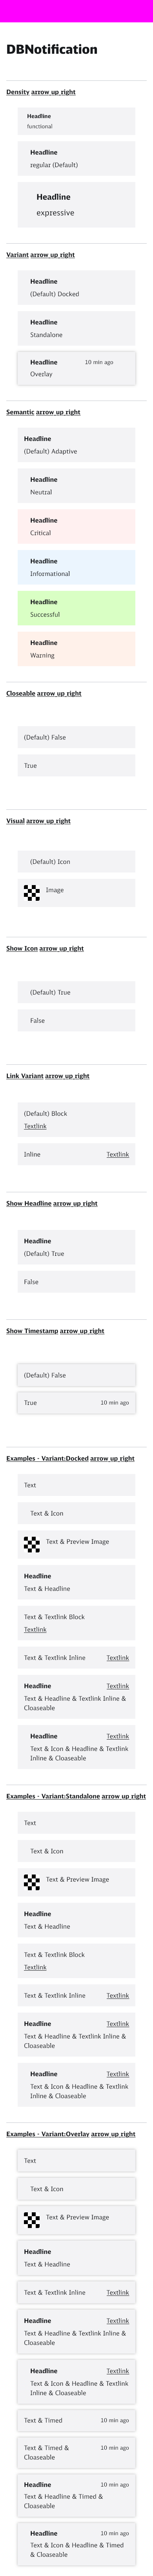 DBNotification
Density arrow up right
Headline
functional
Headline
regular (Default)
Headline
expressive
Variant arrow up right
Headline
(Default) Docked
Headline
Standalone
Headline 10 min ago
Overlay
Semantic arrow up right
Headline
(Default) Adaptive
Headline
Neutral
Headline
Critical
Headline
Informational
Headline
Successful
Headline
Warning
Closeable arrow up right
(Default) False
True
Visual arrow up right
(Default) Icon
Image
Show Icon arrow up right
(Default) True
False
Link Variant arrow up right
(Default) Block
Textlink
Inline Textlink
Show Headline arrow up right
Headline
(Default) True
False
Show Timestamp arrow up right
(Default) False
True 10 min ago
Examples - Variant:Docked arrow up right
Text
Text & Icon
Text & Preview Image
Headline
Text & Headline
Text & Textlink Block
Textlink
Text & Textlink Inline Textlink
Headline Textlink
Text & Headline & Textlink Inline &
Cloaseable
Headline Textlink
Text & Icon & Headline & Textlink
Inline & Cloaseable
Examples - Variant:Standalone arrow up right
Text
Text & Icon
Text & Preview Image
Headline
Text & Headline
Text & Textlink Block
Textlink
Text & Textlink Inline Textlink
Headline Textlink
Text & Headline & Textlink Inline &
Cloaseable
Headline Textlink
Text & Icon & Headline & Textlink
Inline & Cloaseable
Examples - Variant:Overlay arrow up right
Text
Text & Icon
Text & Preview Image
Headline
Text & Headline
Text & Textlink Inline Textlink
Headline Textlink
Text & Headline & Textlink Inline &
Cloaseable
Headline Textlink
Text & Icon & Headline & Textlink
Inline & Cloaseable
Text & Timed 10 min ago
Text & Timed & 10 min ago
Cloaseable
Headline 10 min ago
Text & Headline & Timed &
Cloaseable
Headline 10 min ago
Text & Icon & Headline & Timed
& Cloaseable